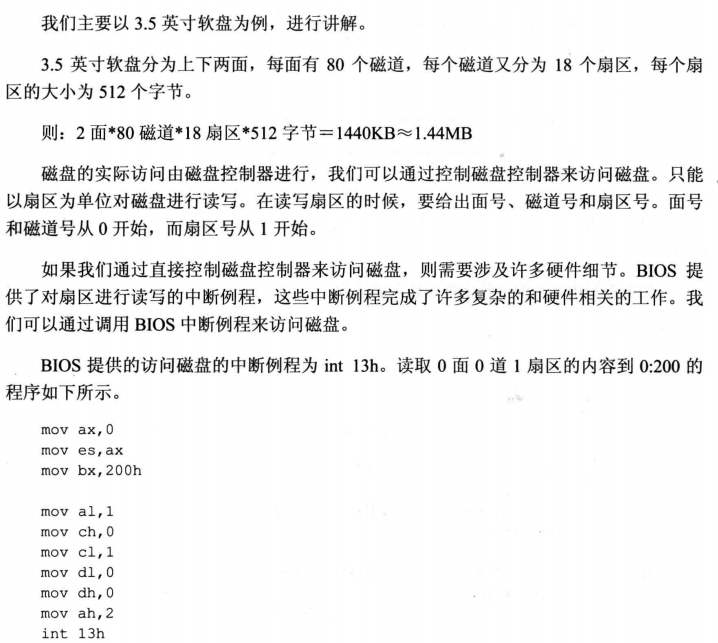 我们主要以 3.5 英寸软盘为例，进行讲解。
3.5 英寸软盘分为上下两面，每面有 80 个磁道，每个磁道又分为 18 个扇区，每个扇
区的大小为 512 个字节。
则：2 面*80 磁道*18 扇区*512 字节＝1440KB≈1.44MB
磁盘的实际访问由磁盘控制器进行，我们可以通过控制磁盘控制器来访问磁盘。只能
以扇区为单位对磁盘进行读写。在读写扇区的时候，要给出面号、磁道号和扇区号。面号
和磁道号从 0 开始，而扇区号从 1 开始。
如果我们通过直接控制磁盘控制器来访问磁盘，则需要涉及许多硬件细节。BIOS 提
供了对扇区进行读写的中断例程，这些中断例程完成了许多复杂的和硬件相关的工作。我
们可以通过调用 BIOS 中断例程来访问磁盘。
BIOS 提供的访问磁盘的中断例程为 int 13h。读取 0 面 0 道 1 扇区的内容到 0:200 的
程序如下所示。
mov ax,0
mov es,ax
mov bx,200h
mov al,1
mov ch,0
mov cl,1
mov dl,0
mov dh,0
mov ah,2
int 13h